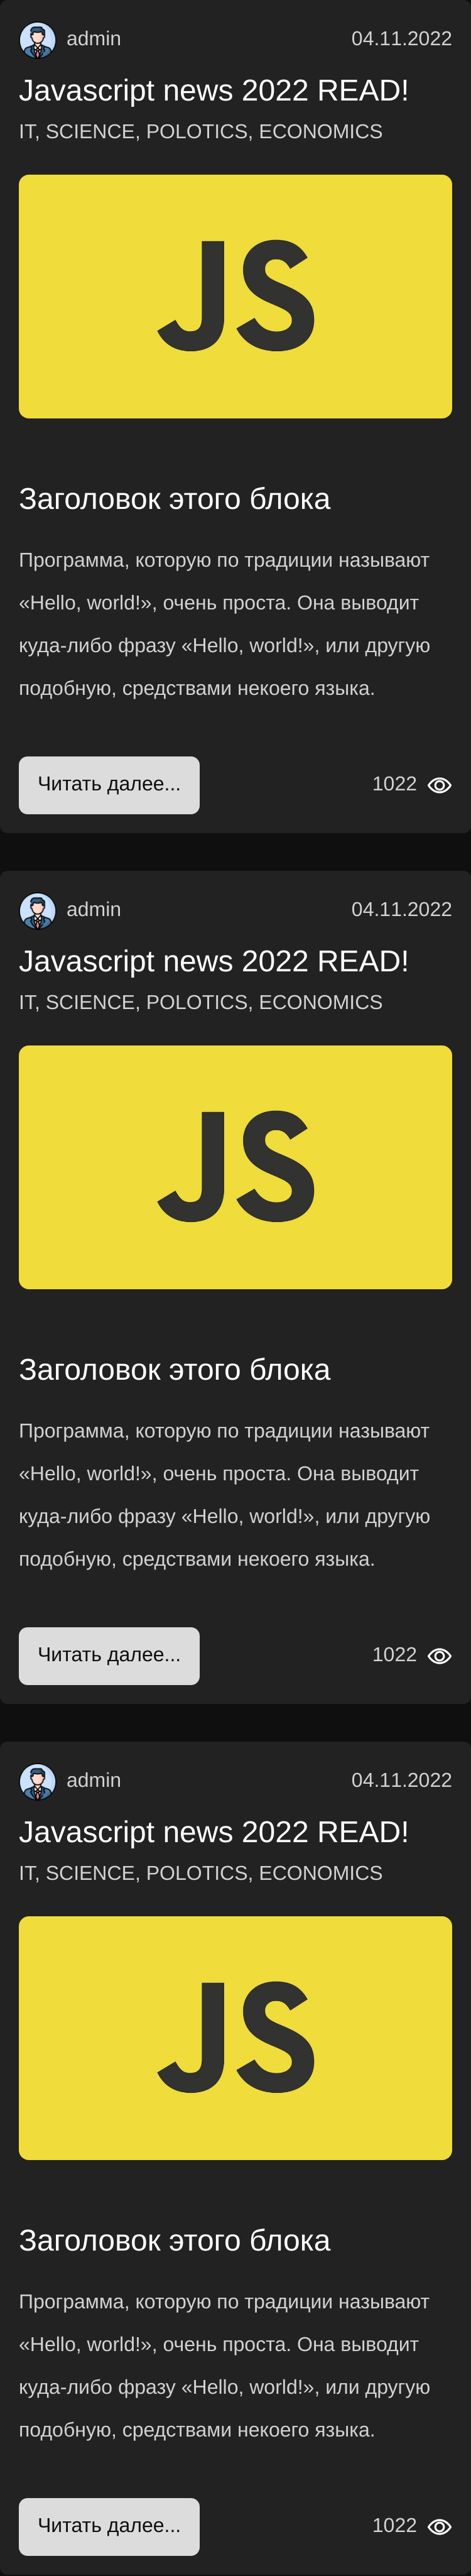 admin 04.11.2022
Javascript news 2022 READ!
IT, SCIENCE, POLOTICS, ECONOMICS
JS
Заголовок этого блока
Программа, которую по традиции называют
«Hello, world!», очень проста. Она выводит
куда-либо фразу «Hello, world!», или другую
подобную, средствами некоего языка.
Читать далее... 1022
admin 04.11.2022
Javascript news 2022 READ!
IT, SCIENCE, POLOTICS, ECONOMICS
JS
Заголовок этого блока
Программа, которую по традиции называют
«Hello, world!», очень проста. Она выводит
куда-либо фразу «Hello, world!», или другую
подобную, средствами некоего языка.
Читать далее... 1022
admin 04.11.2022
Javascript news 2022 READ!
IT, SCIENCE, POLOTICS, ECONOMICS
JS
Заголовок этого блока
Программа, которую по традиции называют
«Hello, world!», очень проста. Она выводит
куда-либо фразу «Hello, world!», или другую
подобную, средствами некоего языка.
Читать далее... 1022